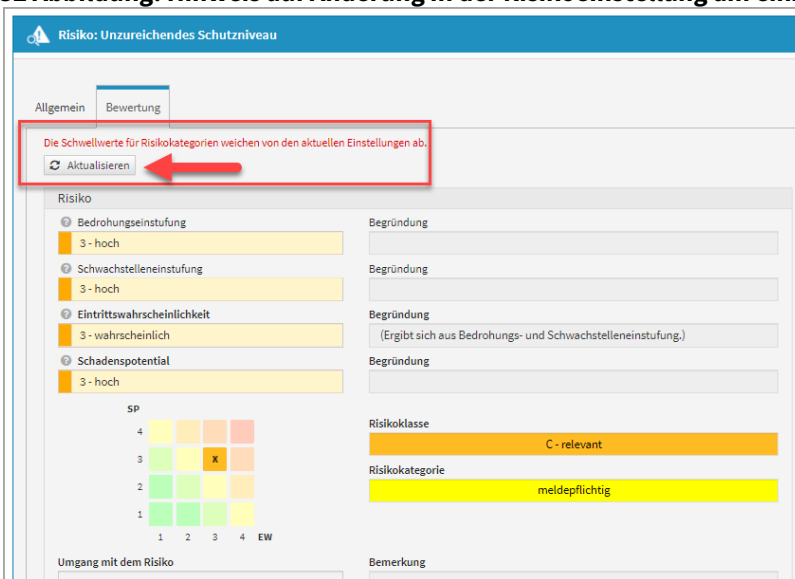 Risiko: Unzureichendes Schutzniveau
Allgemein Bewertung
Die Schwellwerte für Risikokategorien weichen von den aktuellen Einstellungen ab.
Aktualisieren
Risiko
Bedrohungseinstufung Begründung
3 - hoch
Schwachstelleneinstufung Begründung
3 - hoch
Eintrittswahrscheinlichkeit Begründung
3 - wahrscheinlich (Ergibt sich aus Bedrohungs- und Schwachstelleneinstufung.)
Schadenspotential Begründung
3 - hoch
SP
4
Risikoklasse
C - relevant
3 X
Risikokategorie
2 meldepflichtig
1
1 2 3 4 EW
Umgang mit dem Risiko Bemerkung